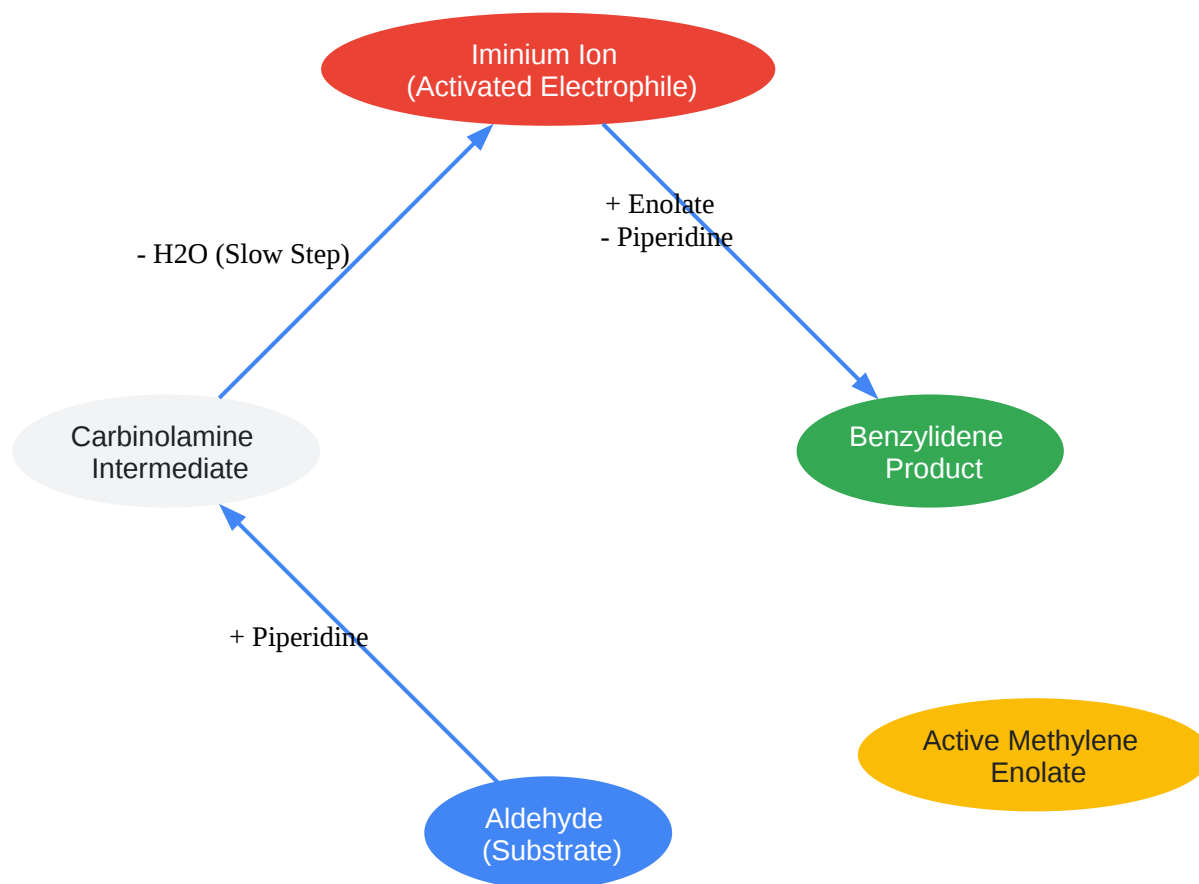 Iminium Ion
(Activated Electrophile)
+ Enolate
- Piperidine
- H2O (Slow Step)
Carbinolamine
Intermediate
Benzylidene
Product
+ Piperidine
Active Methylene
Enolate
Aldehyde
(Substrate)